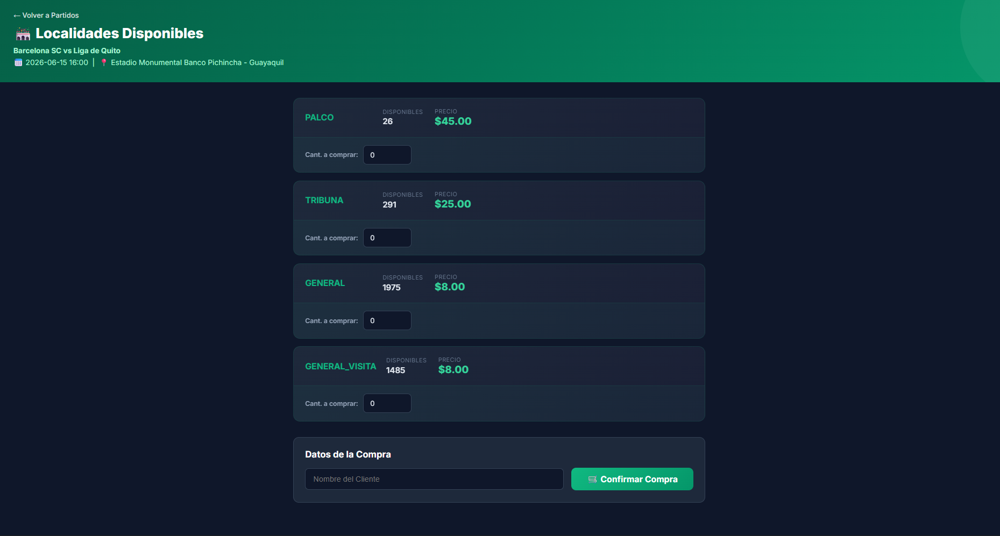 ← Volver a Partidos
Localidades Disponibles
Barcelona SC vs Liga de Quito
2026-06-15 16:00 | Estadio Monumental Banco Pichincha - Guayaquil
PALCO
DISPONIBLES
26
PRECIO
$45.00
Cant. a comprar:
0
TRIBUNA
DISPONIBLES
291
PRECIO
$25.00
Cant. a comprar:
0
GENERAL
DISPONIBLES
1975
PRECIO
$8.00
Cant. a comprar:
0
GENERAL_VISITA
DISPONIBLES
1485
PRECIO
$8.00
Cant. a comprar:
0
Datos de la Compra
Nombre del Cliente
Confirmar Compra